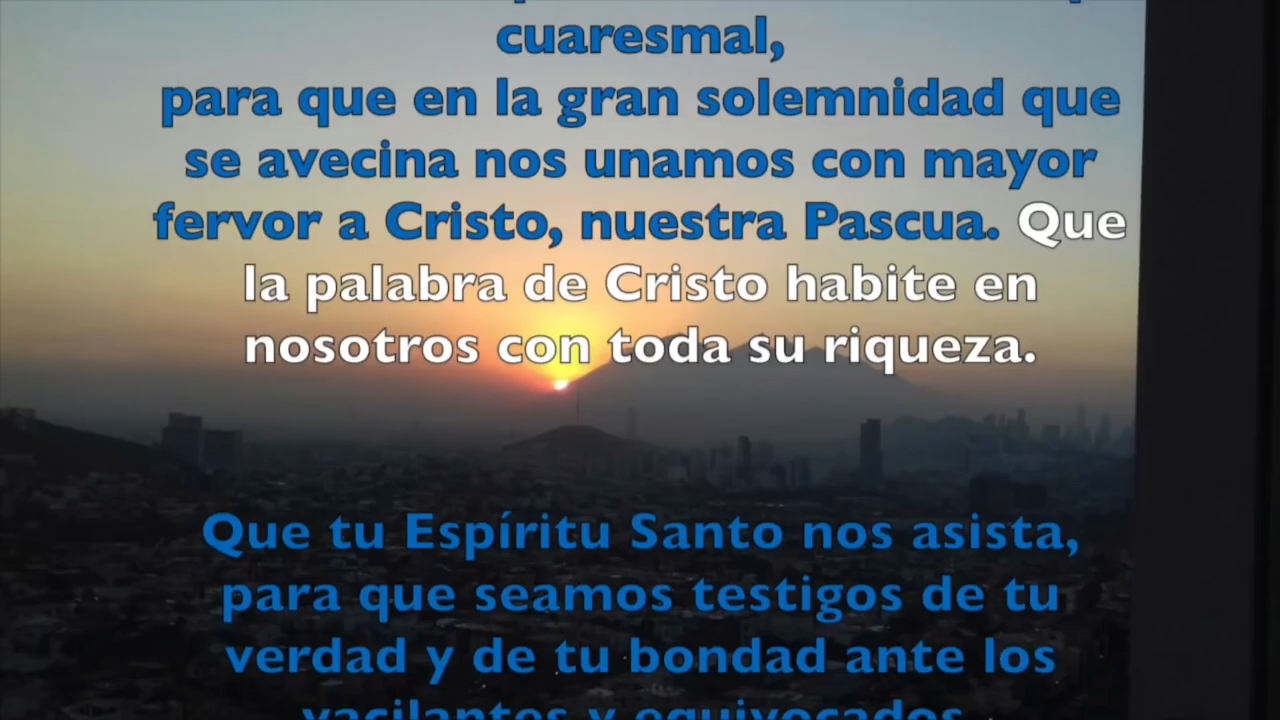 cuaresmal,
para que en la gran solemnidad que
se avecina nos unamos con mayor
fervor a Cristo, nuestra Pascua. Que
la palabra de Cristo habite en
nosotros con toda su riqueza.
Que tu Espíritu Santo nos asista,
para que seamos testigos de tu
verdad y de tu bondad ante los
vacilantes y equivocados.